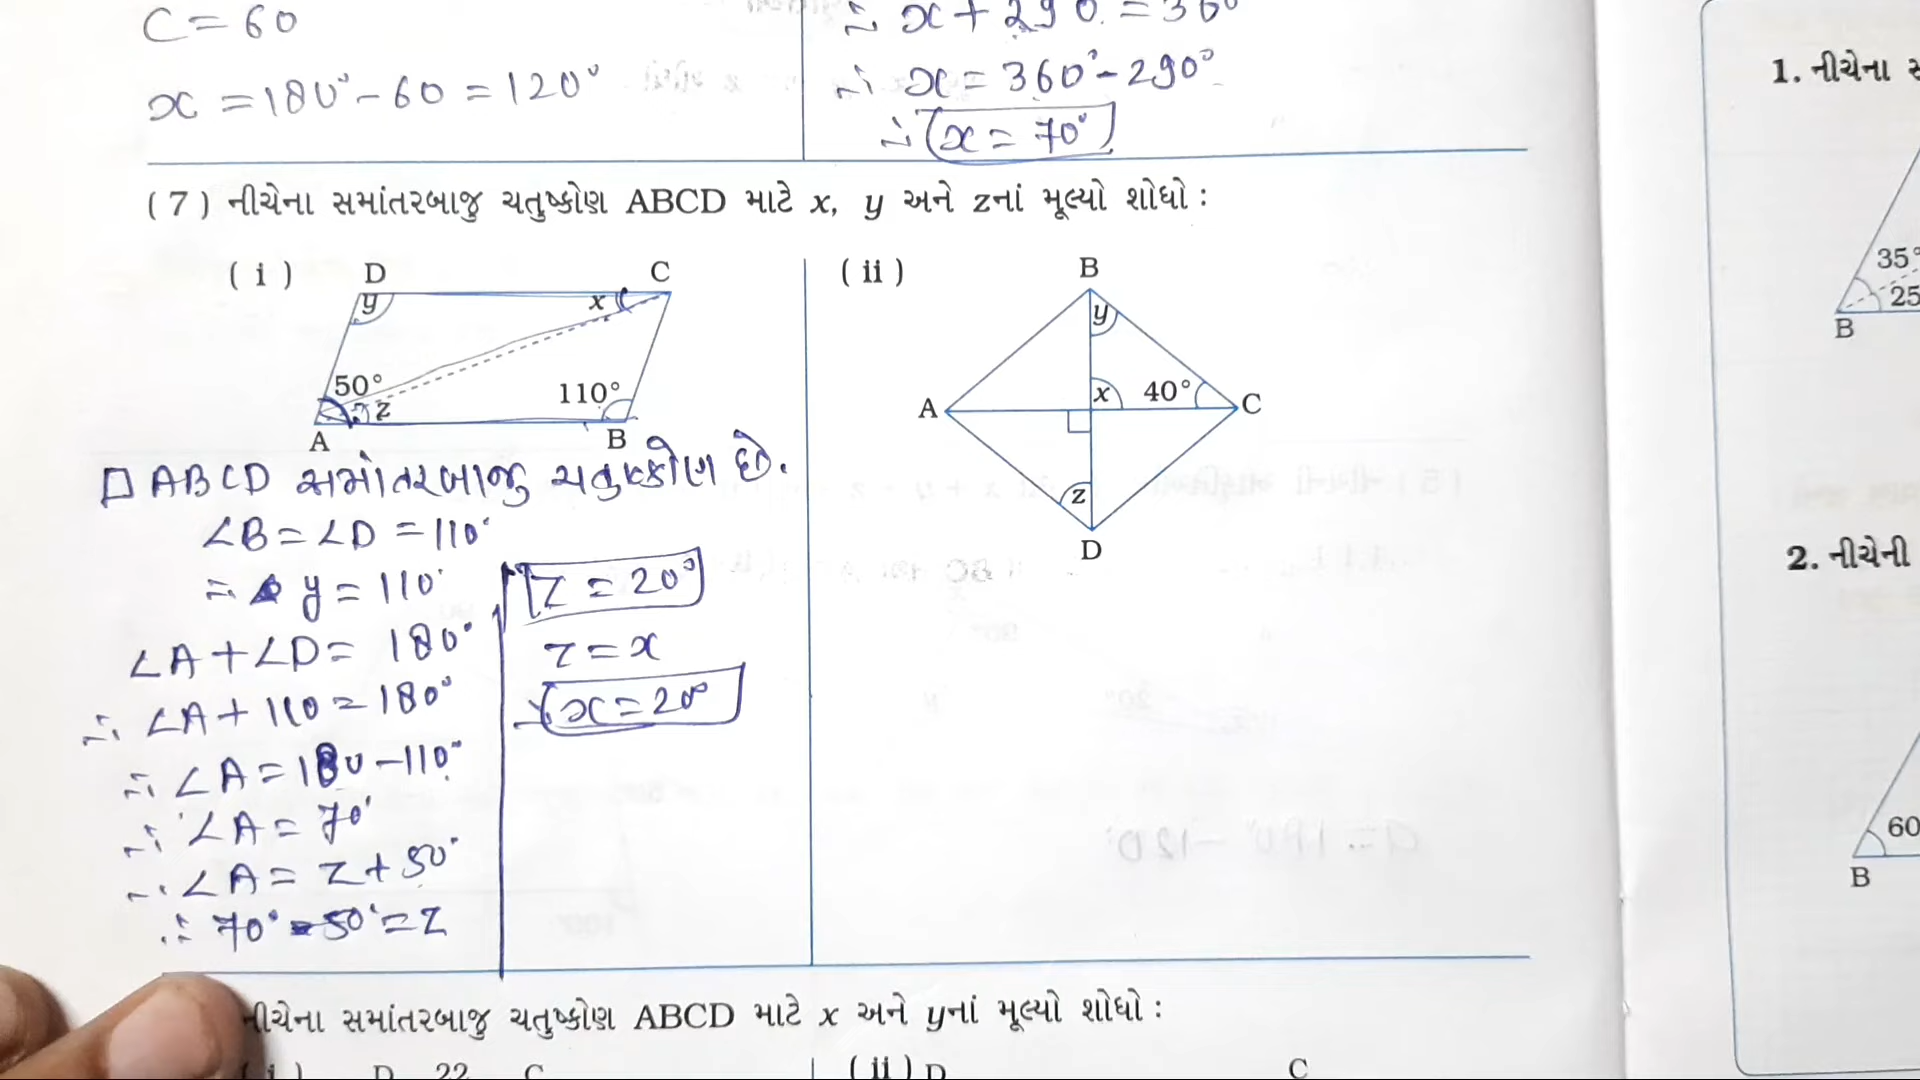 C = 60
x = 180° - 60 = 120°
∴ x + 290 = 360
∴ x = 360° - 290°
∴ x = 70°
( 7 ) નીચેના સમાંતરબાજુ ચતુષ્કોણ ABCD માટે x, y અને zનાં મૂલ્યો શોધો :
( i )
D
C
y
x
50°
z
110°
A
B
□ ABCD સમાંતરબાજુ ચતુષ્કોણ છે.
∠B = ∠D = 110°
∴ y = 110°
∠A + ∠D = 180°
∴ ∠A + 110 = 180°
∴ ∠A = 180 - 110°
∴ ∠A = 70°
∴ ∠A = z + 50°
∴ 70° - 50° = z
z = 20°
z = x
∴ x = 20°
( ii )
B
y
A
x
40°
C
z
D
નીચેના સમાંતરબાજુ ચતુષ્કોણ ABCD માટે x અને yનાં મૂલ્યો શોધો :
( i )
D
22
C
( ii )
D
C
1. નીચેના
35°
25
B
2. નીચેની
60
B